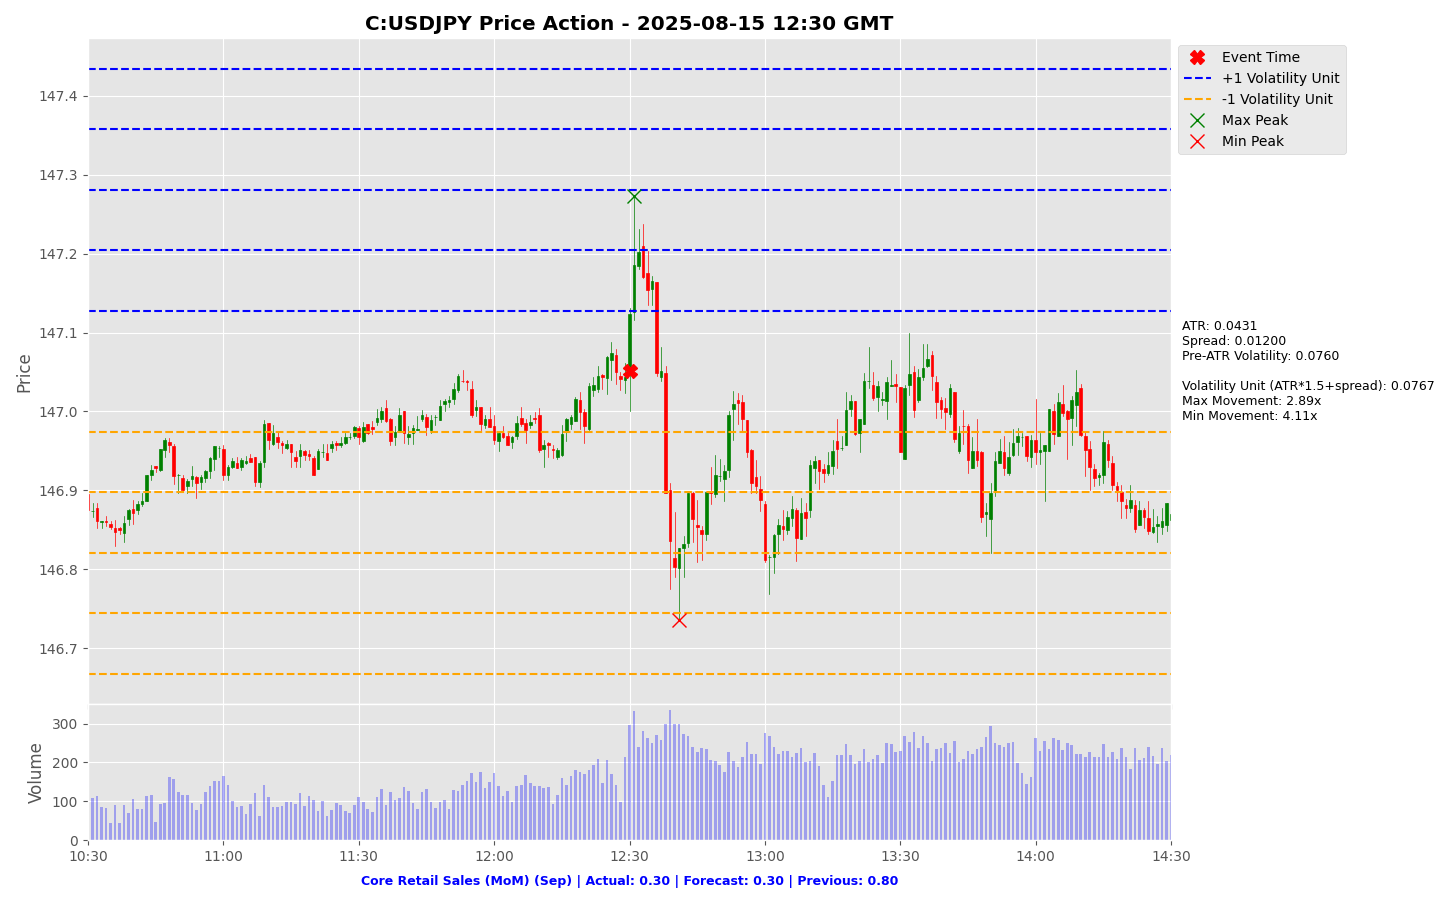 C:USDJPY Price Action - 2025-08-15 12:30 GMT
Event Time
+1 Volatility Unit
-1 Volatility Unit
Max Peak
Min Peak
Price
147.4
147.3
147.2
147.1
147.0
146.9
146.8
146.7
ATR: 0.0431
Spread: 0.01200
Pre-ATR Volatility: 0.0760
Volatility Unit (ATR*1.5+spread): 0.0767
Max Movement: 2.89x
Min Movement: 4.11x
Volume
300
200
100
0
10:30 11:00 11:30 12:00 12:30 13:00 13:30 14:00 14:30
Core Retail Sales (MoM) (Sep) | Actual: 0.30 | Forecast: 0.30 | Previous: 0.80